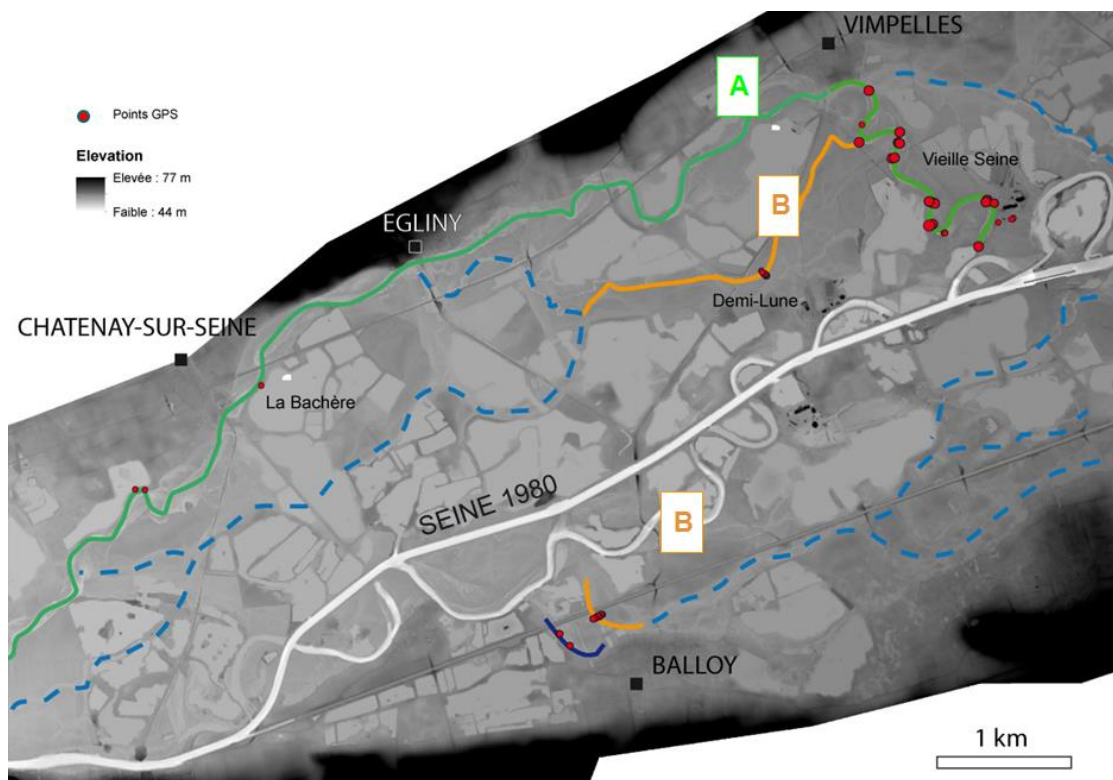 VIMPELLES
A
Points GPS
Elevation
Elevée : 77 m
Faible : 44 m
Vieille Seine
B
EGLINY
Demi-Lune
CHATENAY-SUR-SEINE
La Bachère
SEINE 1980
B
BALLOY
1 km